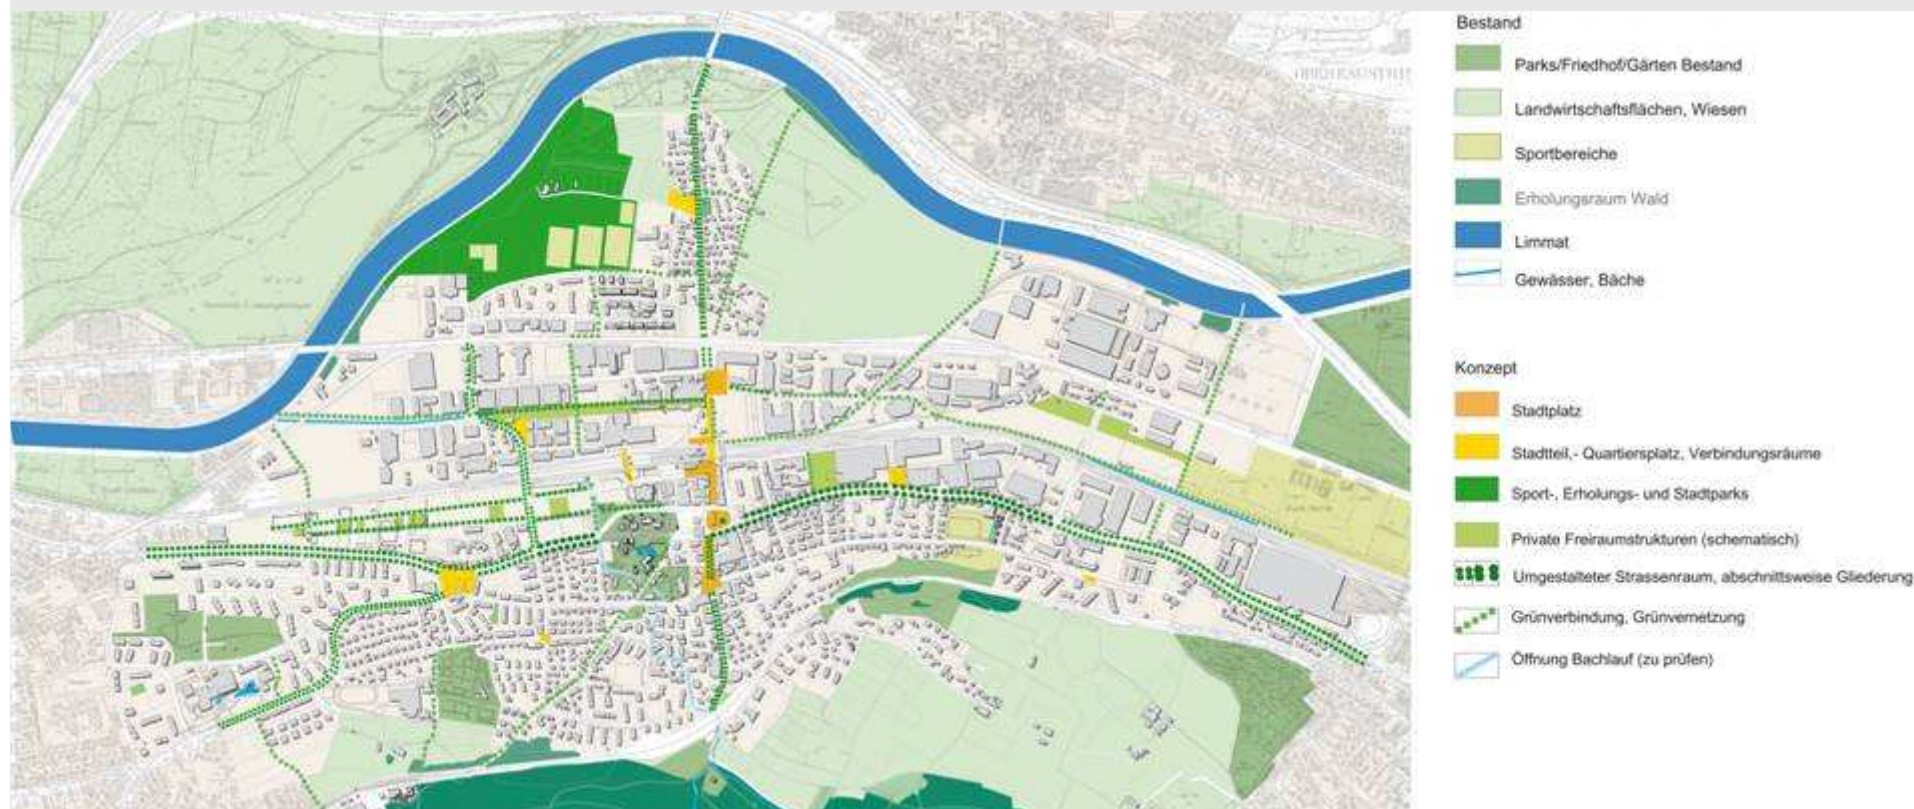 Bestand
Parks/Friedhof/Gärten Bestand
Landwirtschaftsflächen, Wiesen
Sportbereiche
Erholungsraum Wald
Limmat
Gewässer, Bäche
Konzept
Stadtplatz
Stadtteil,- Quartiersplatz, Verbindungsräume
Sport-, Erholungs- und Stadtparks
Private Freiraumstrukturen (schematisch)
Umgestalteter Strassenraum, abschnittsweise Gliederung
Grünverbindung, Grünvernetzung
Öffnung Bachlauf (zu prüfen)